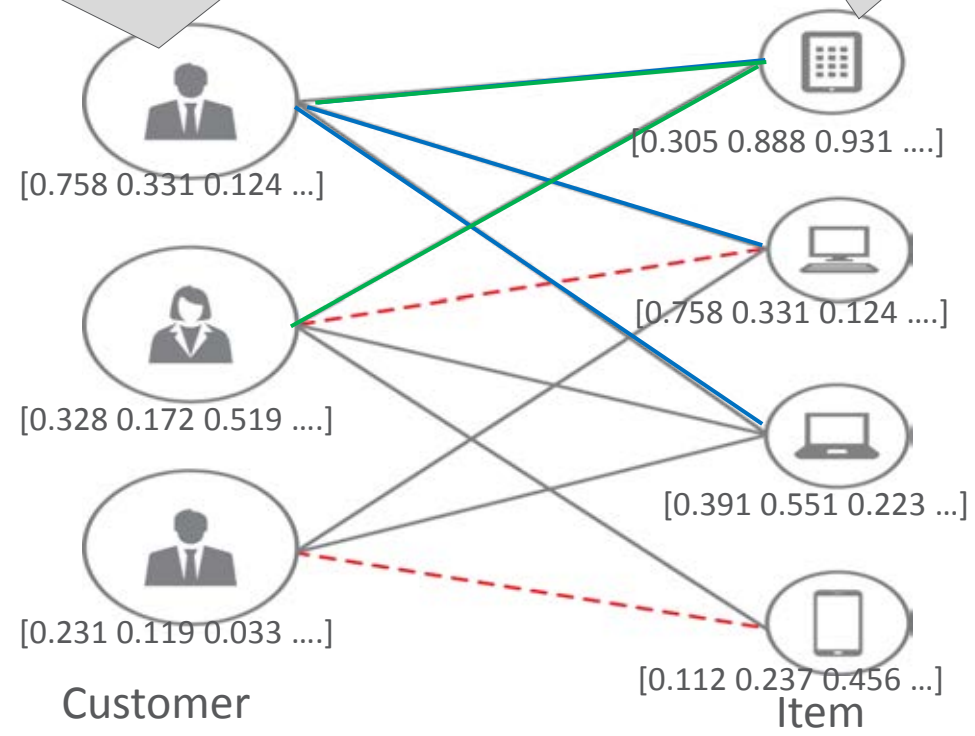 [0.305 0.888 0.931 ....]
[0.758 0.331 0.124 ...]
[0.758 0.331 0.124 ....]
[0.328 0.172 0.519 ....]
[0.391 0.551 0.223 ...]
[0.231 0.119 0.033 ....]
[0.112 0.237 0.456 ...]
Customer
Item